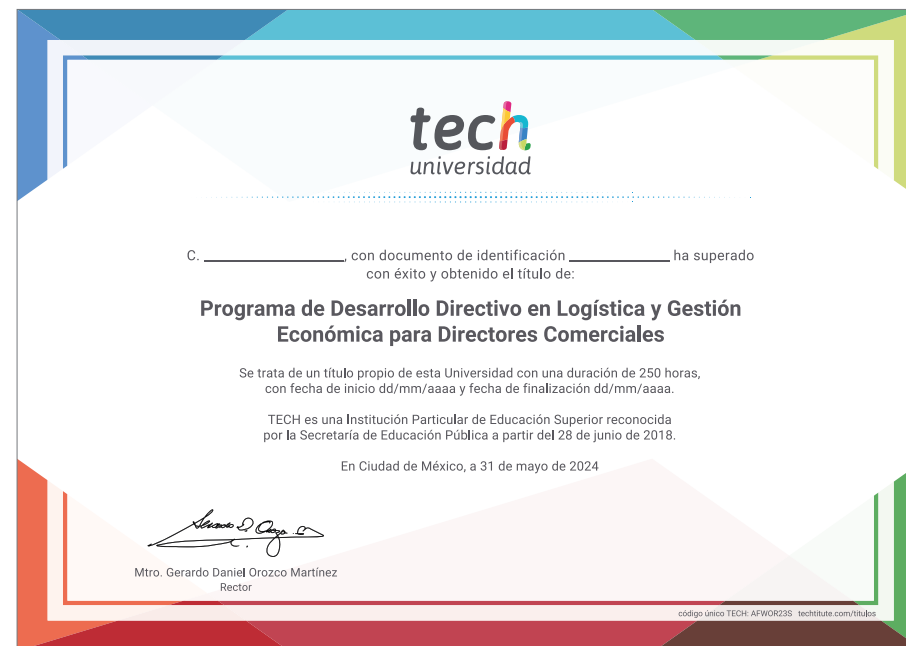 tech
universidad
C. ____________, con documento de identificación ____________ ha superado
con éxito y obtenido el título de:
Programa de Desarrollo Directivo en Logística y Gestión
Económica para Directores Comerciales
Se trata de un título propio de esta Universidad con una duración de 250 horas,
con fecha de inicio dd/mm/aaaa y fecha de finalización dd/mm/aaaa.
TECH es una Institución Particular de Educación Superior reconocida
por la Secretaría de Educación Pública a partir del 28 de junio de 2018.
En Ciudad de México, a 31 de mayo de 2024
Mtro. Gerardo Daniel Orozco Martínez
Rector
código único TECH: AFWOR23S techtitute.com/titulos